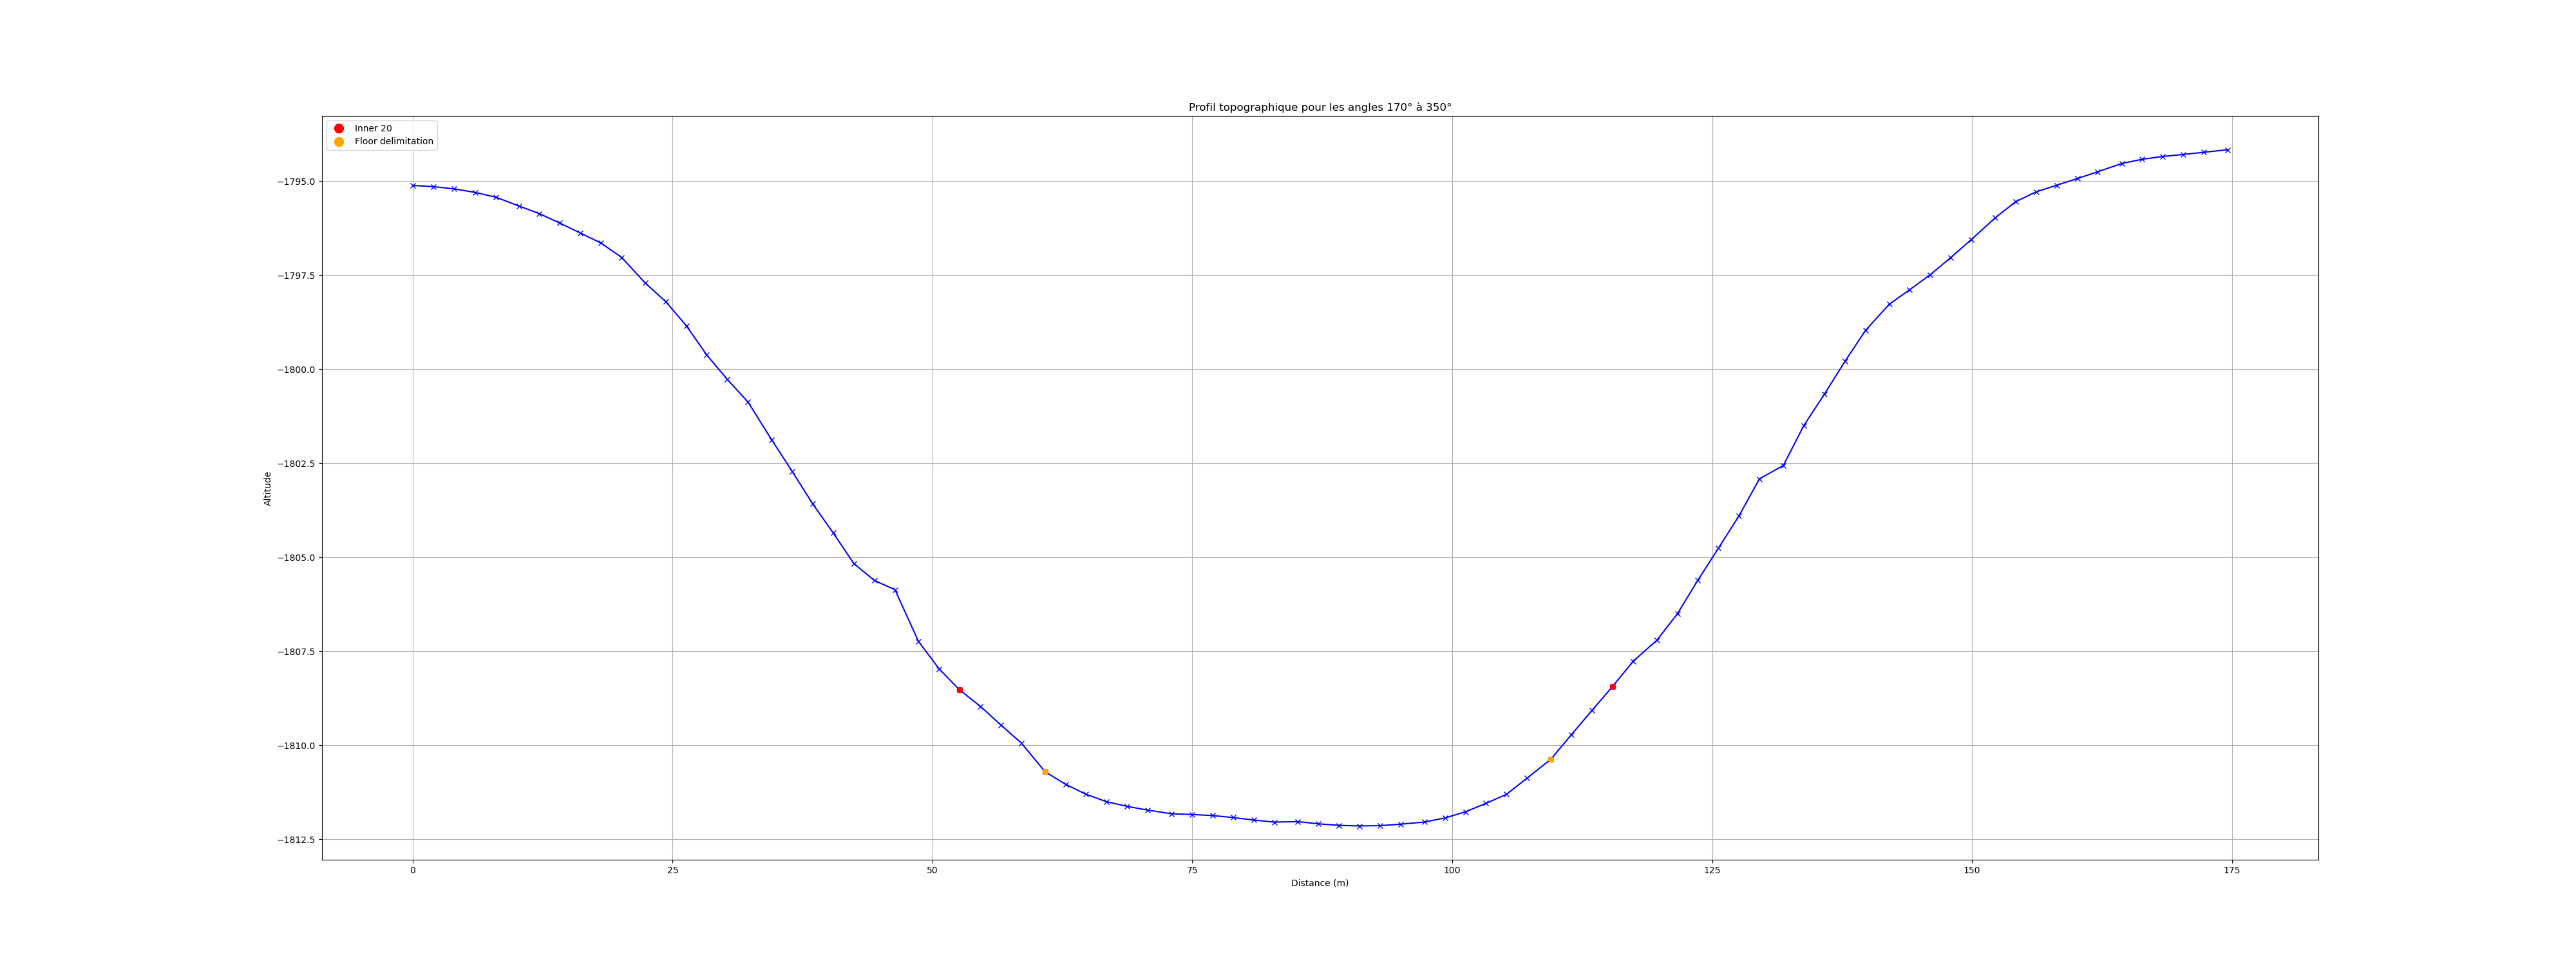 Profil topographique pour les angles 170° à 350°
Inner 20
Floor delimitation
Altitude
−1795.0
−1797.5
−1800.0
−1802.5
−1805.0
−1807.5
−1810.0
−1812.5
0 25 50 75 100 125 150 175
Distance (m)